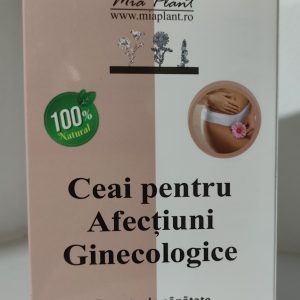 Mia Plant
www.miaplant.ro
100%
Natural
Ceai pentru
Afecțiuni
Ginecologice